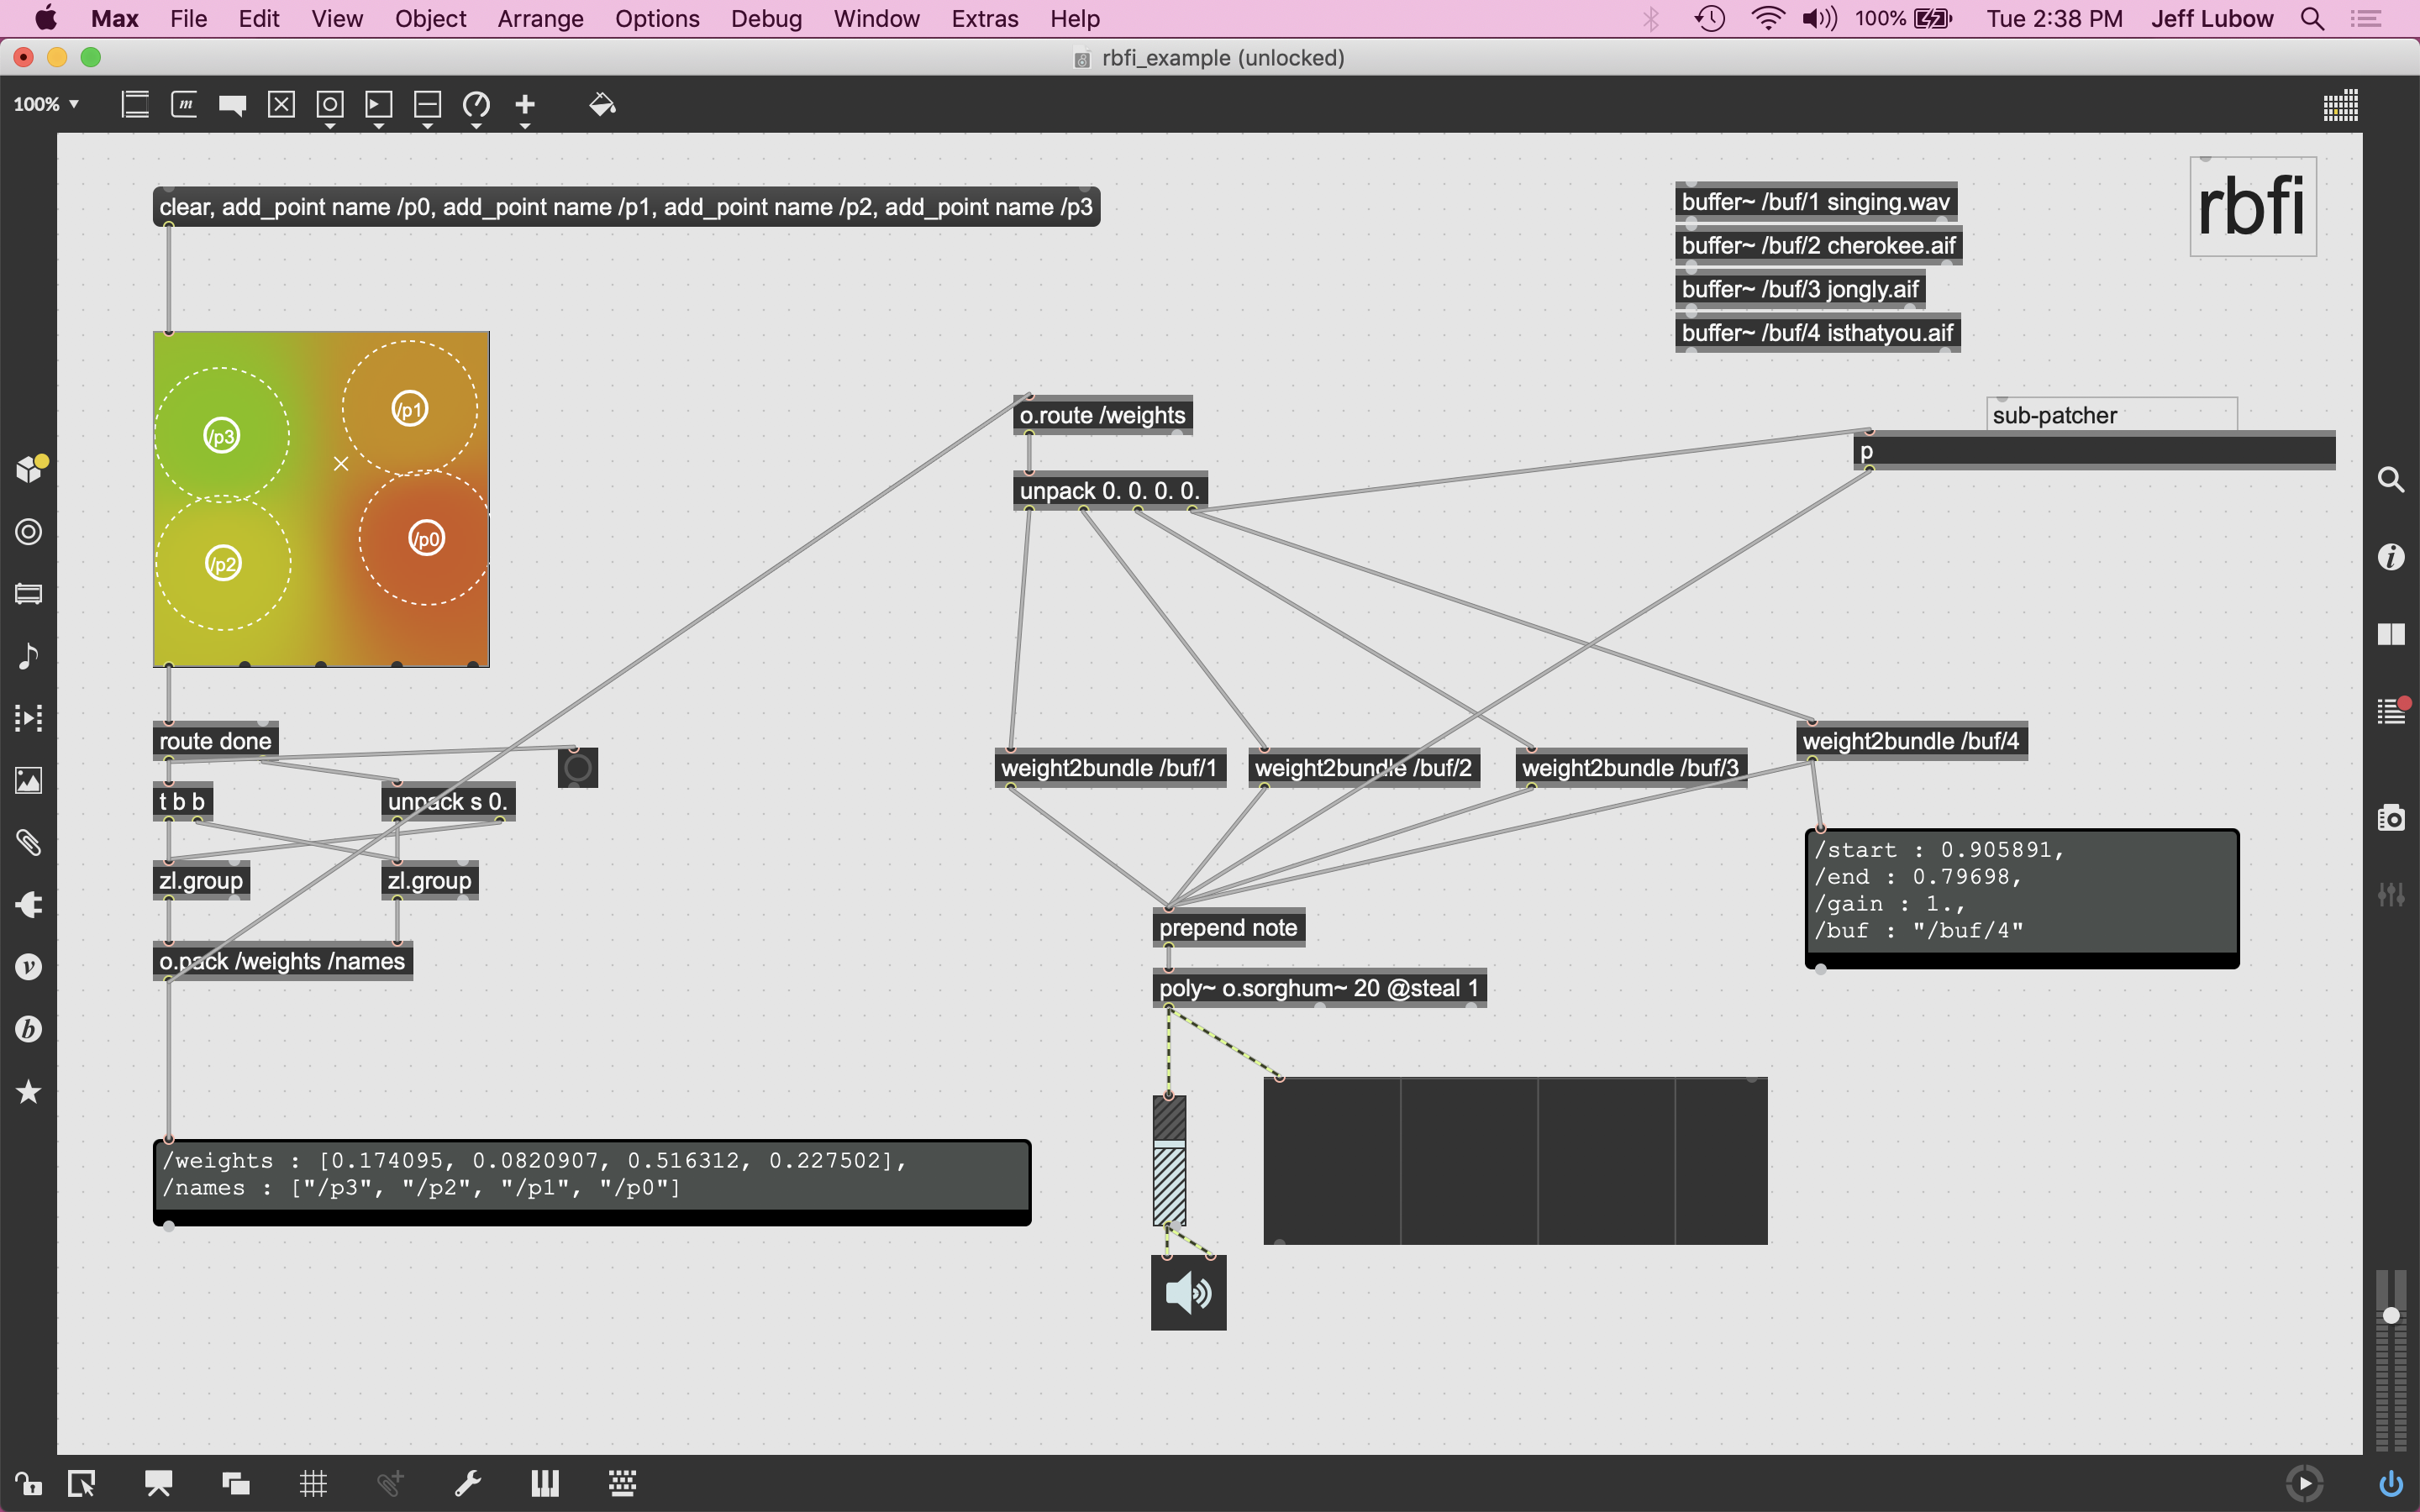 Max File Edit View Object Arrange Options Debug Window Extras Help 100% Tue 2:38 PM Jeff Lubow
rbfi_example (unlocked)
100%
clear, add_point name /p0, add_point name /p1, add_point name /p2, add_point name /p3
buffer~ /buf/1 singing.wav
rbfi
buffer~ /buf/2 cherokee.aif
buffer~ /buf/3 jongly.aif
buffer~ /buf/4 isthatyou.aif
/p1
/p3
/p0
/p2
o.route /weights
sub-patcher
p
unpack 0. 0. 0. 0.
route done
t b b
unpack s 0.
zl.group
zl.group
o.pack /weights /names
weight2bundle /buf/1
weight2bundle /buf/2
weight2bundle /buf/3
weight2bundle /buf/4
/start : 0.905891,
/end : 0.79698,
/gain : 1.,
/buf : "/buf/4"
prepend note
poly~ o.sorghum~ 20 @steal 1
/weights : [0.174095, 0.0820907, 0.516312, 0.227502],
/names : ["/p3", "/p2", "/p1", "/p0"]